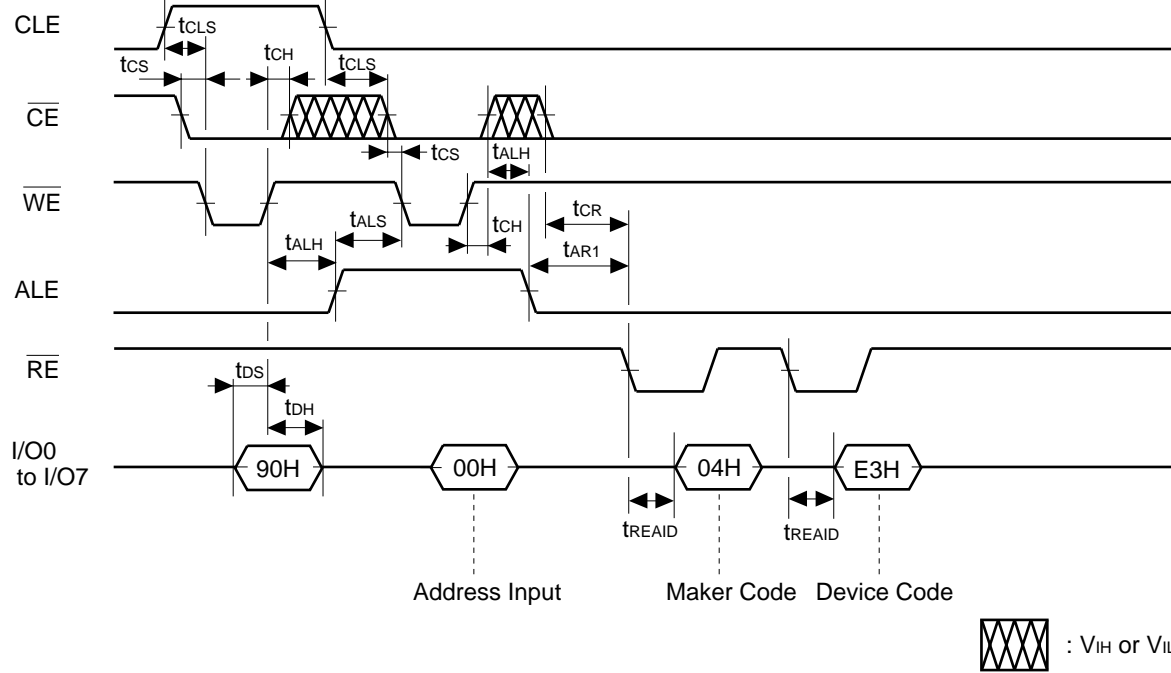 CLE
tCLS
tCH
tCLS
tCS
CE
tCS
tALH
WE
tCH
tCR
tALS
tALH
tAR1
ALE
RE
tDS
tDH
I/O0
to I/O7
90H
00H
04H
E3H
tREAID
tREAID
Address Input
Maker Code
Device Code
: VIH or VIL